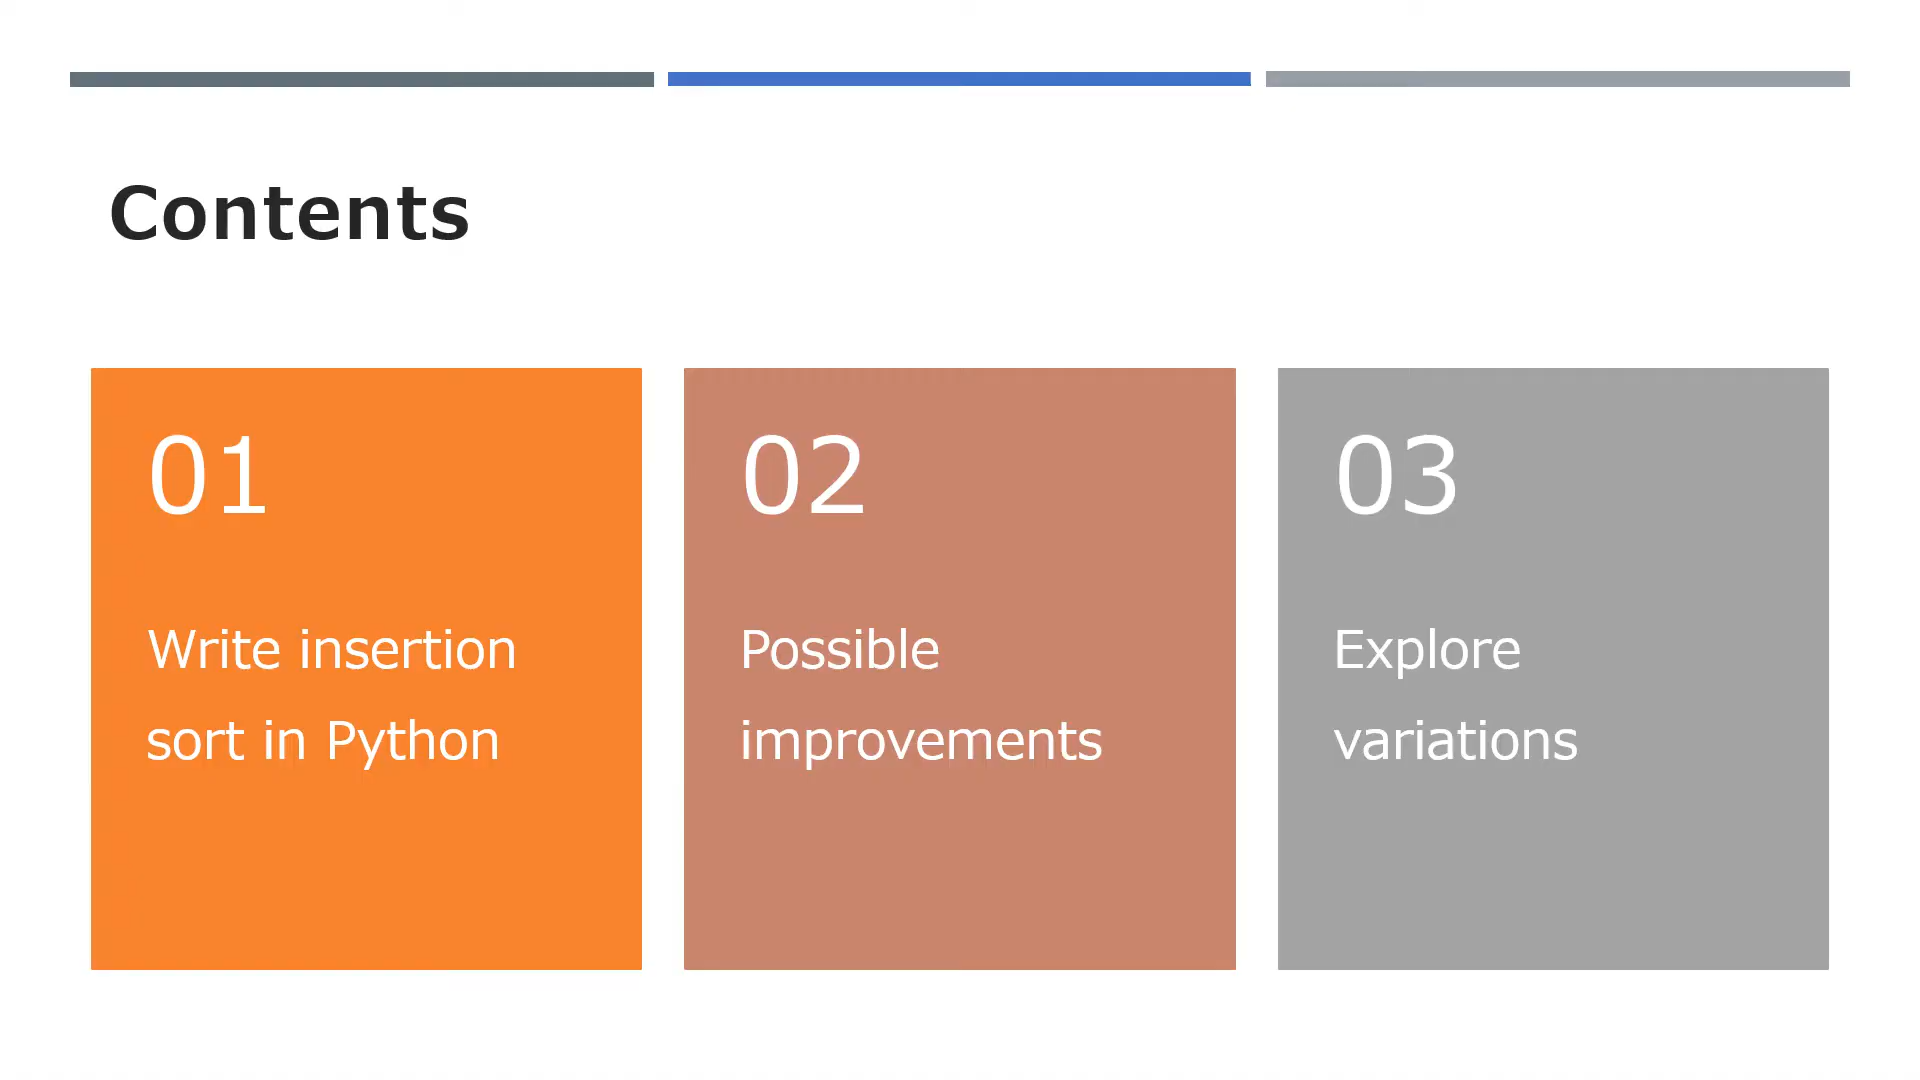 Contents
01
Write insertion
sort in Python
02
Possible
improvements
03
Explore
variations